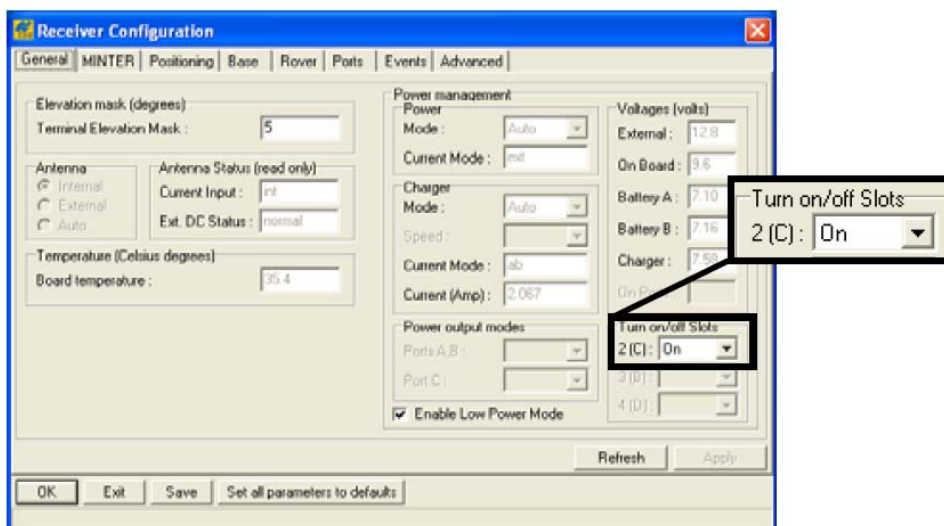 Receiver Configuration
General MINTER Positioning Base Rover Ports Events Advanced
Elevation mask (degrees)
Terminal Elevation Mask : 5
Antenna
Internal
External
Auto
Antenna Status (read only)
Current Input : int
Ext. DC Status : normal
Temperature (Celsius degrees)
Board temperature : 35.4
Power management
Power
Mode : Auto
Current Mode : ext
Charger
Mode : Auto
Speed :
Current Mode : ab
Current (Amp) : 2.067
Power output modes
Ports A,B :
Port C :
Enable Low Power Mode
Voltages (volts)
External : 12.8
On Board : 9.6
Battery A : 7.10
Battery B : 7.16
Charger : 7.58
On
Turn on/off Slots
2 (C) : On
3 (B) :
4 (D) :
Turn on/off Slots
2 (C) : On
Refresh Apply
OK Exit Save Set all parameters to defaults